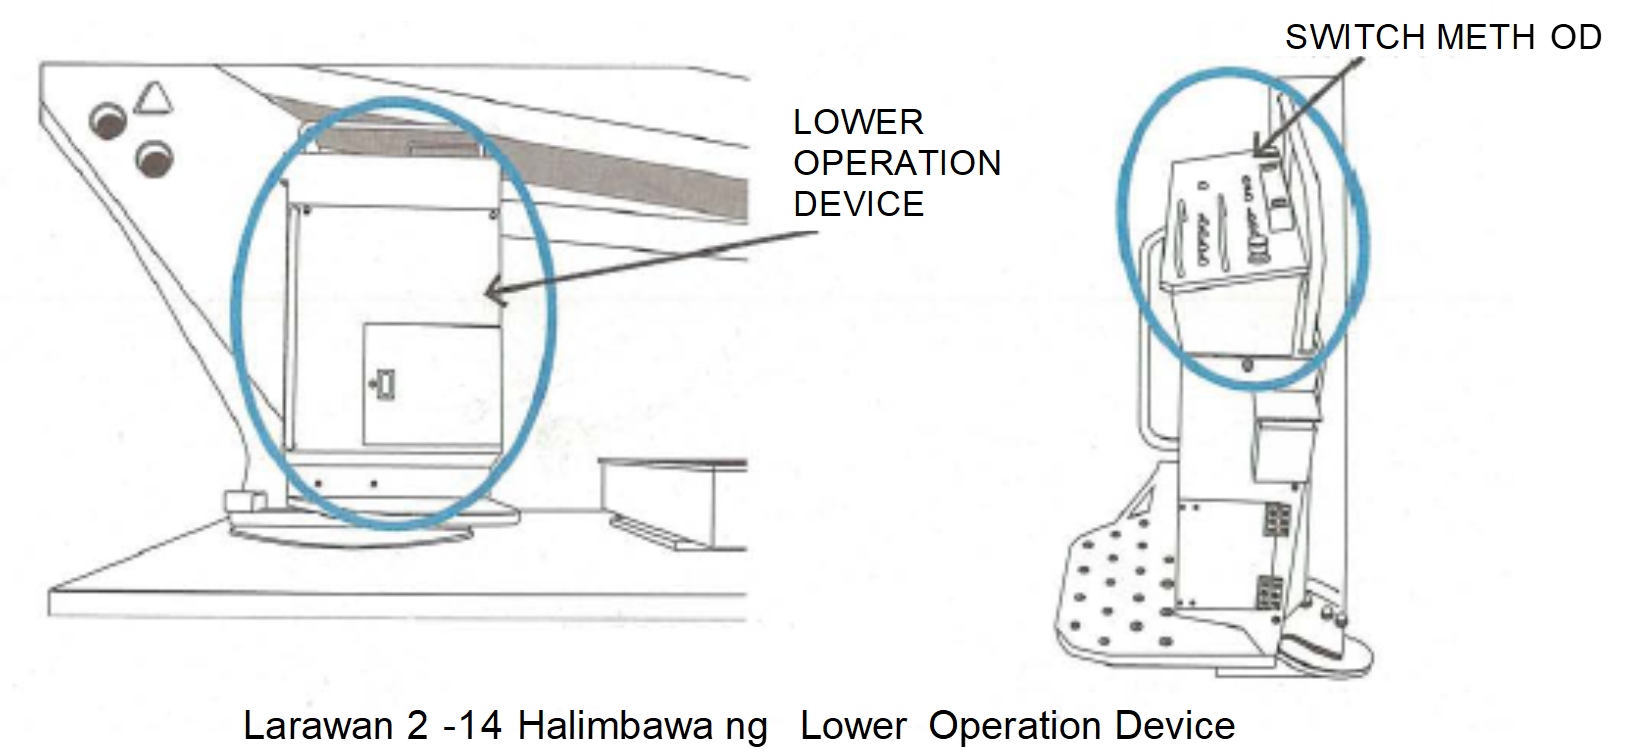 SWITCH METH OD
LOWER
OPERATION
DEVICE
Larawan 2 -14 Halimbawa ng Lower Operation Device